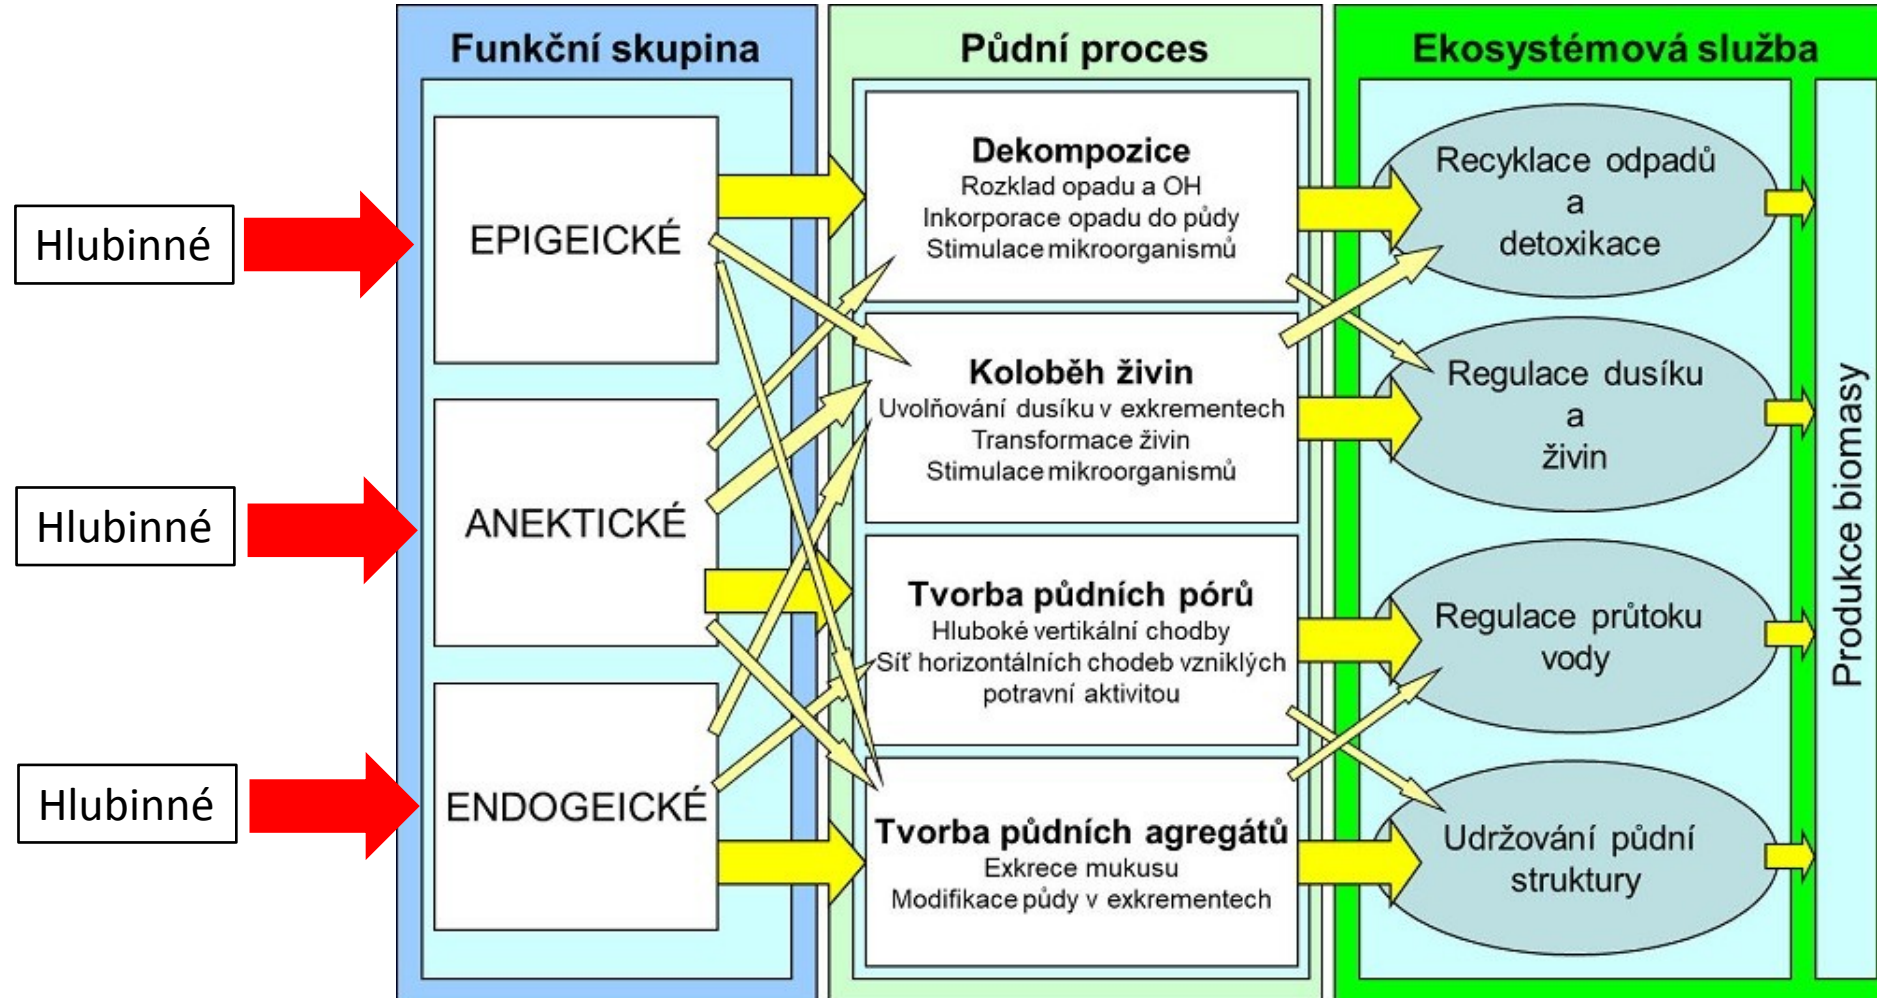 Funkční skupina
Půdní proces
Ekosystémová služba
Hlubinné
Hlubinné
Hlubinné
EPIGEICKÉ
ANEKTICKÉ
ENDOGEICKÉ
Dekompozice
Rozklad opadu a OH
Inkorporace opadu do půdy
Stimulace mikroorganismů
Koloběh živin
Uvolňování dusíku v exkrementech
Transformace živin
Stimulace mikroorganismů
Tvorba půdních pórů
Hluboké vertikální chodby
Síť horizontálních chodeb vzniklých
potravní aktivitou
Tvorba půdních agregátů
Exkrece mukusu
Modifikace půdy v exkrementech
Recyklace odpadů
a
detoxikace
Regulace dusíku
a
živin
Regulace průtoku
vody
Udržování půdní
struktury
Produkce biomasy